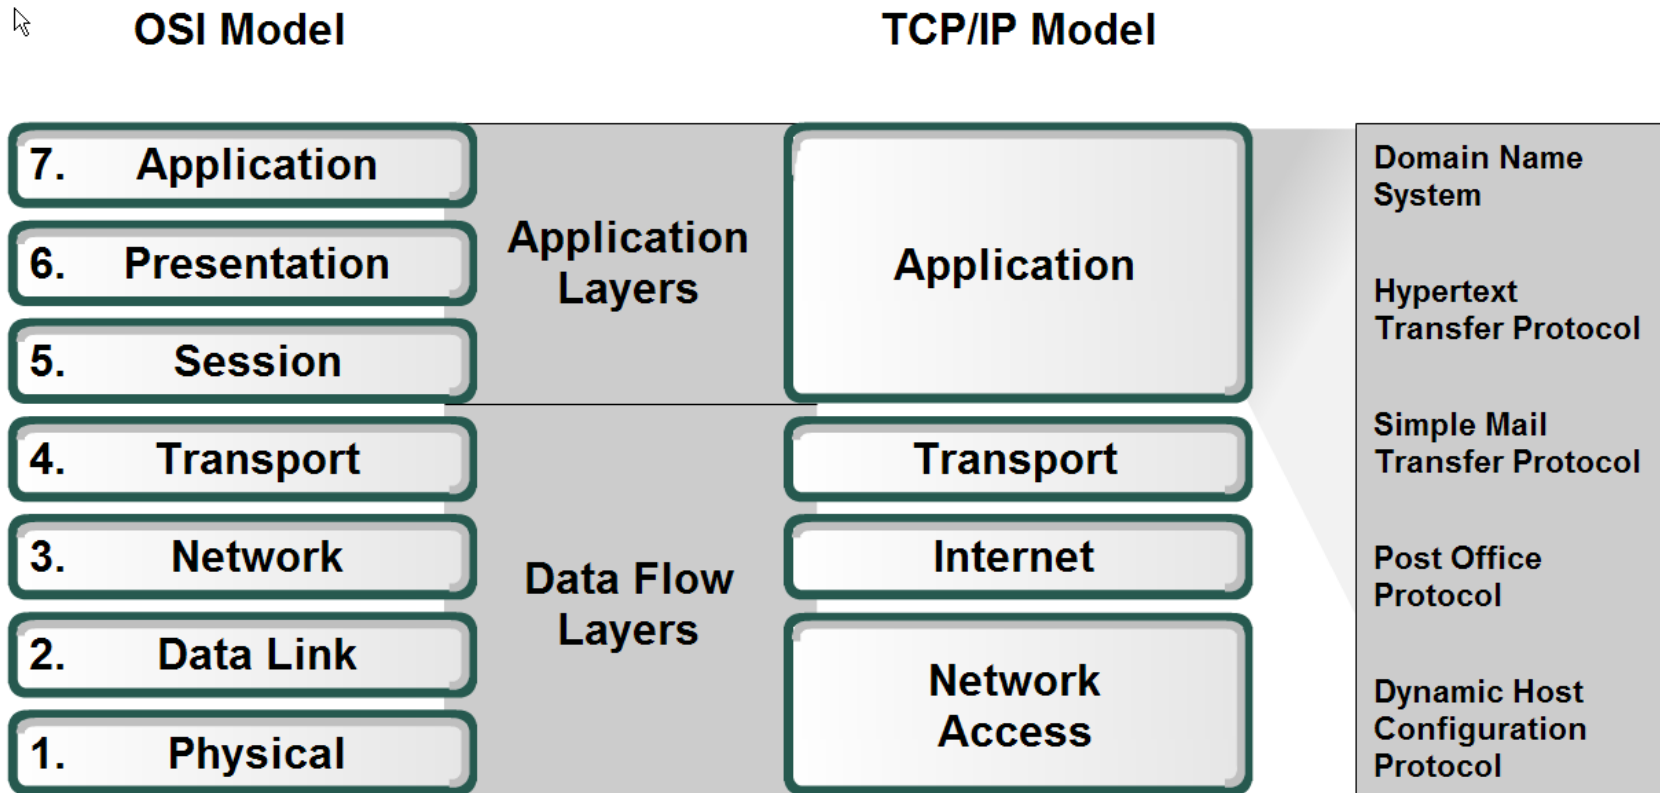 OSI Model
TCP/IP Model
7. Application
6. Presentation
5. Session
4. Transport
3. Network
2. Data Link
1. Physical
Application
Layers
Data Flow
Layers
Application
Transport
Internet
Network
Access
Domain Name
System
Hypertext
Transfer Protocol
Simple Mail
Transfer Protocol
Post Office
Protocol
Dynamic Host
Configuration
Protocol